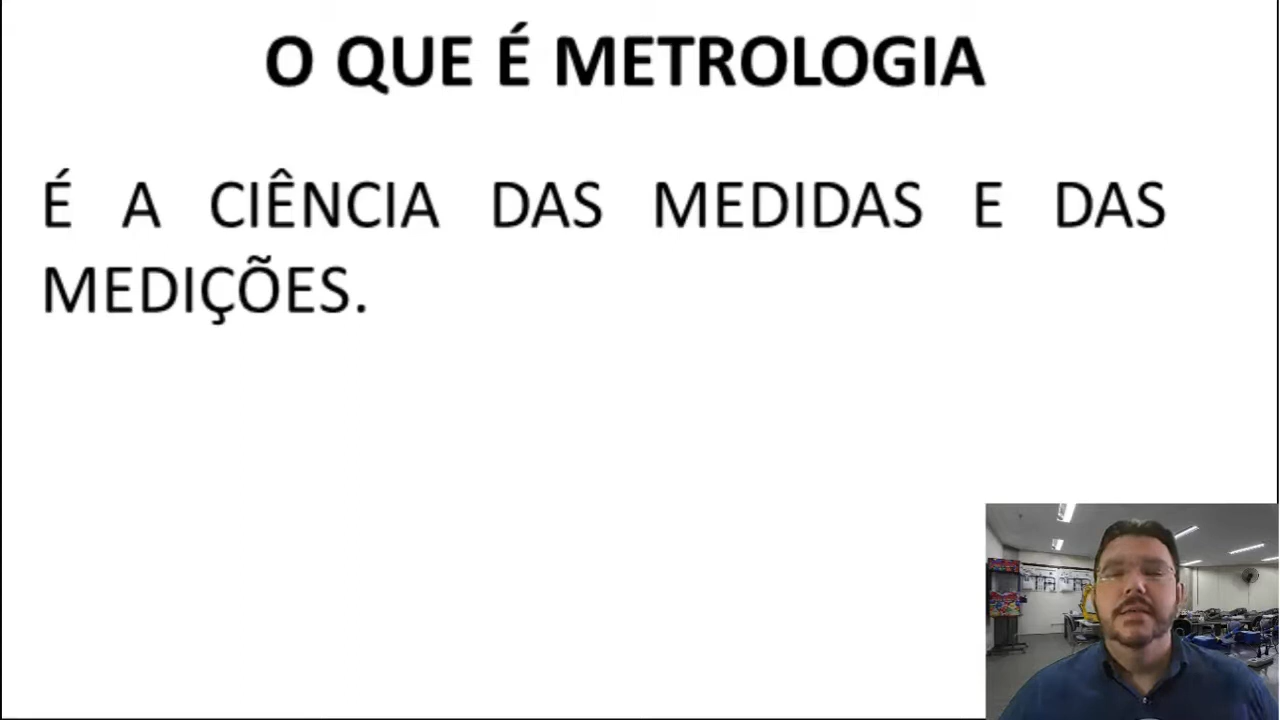 O QUE É METROLOGIA
É A CIÊNCIA DAS MEDIDAS E DAS
MEDIÇÕES.